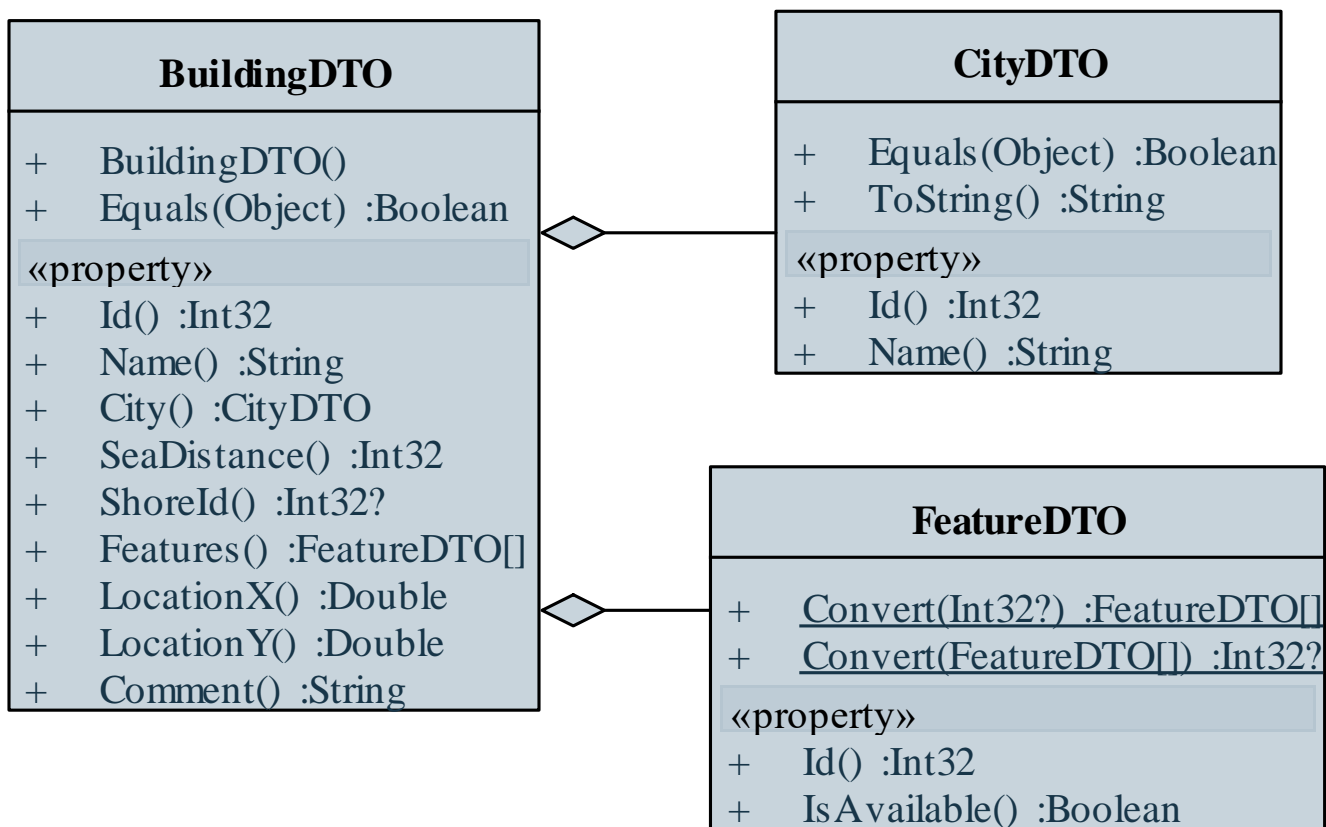 BuildingDTO
+ BuildingDTO()
+ Equals(Object) :Boolean
«property»
+ Id() :Int32
+ Name() :String
+ City() :CityDTO
+ SeaDistance() :Int32
+ ShoreId() :Int32?
+ Features() :FeatureDTO[]
+ LocationX() :Double
+ LocationY() :Double
+ Comment() :String
CityDTO
+ Equals(Object) :Boolean
+ ToString() :String
«property»
+ Id() :Int32
+ Name() :String
FeatureDTO
+ Convert(Int32?) :FeatureDTO[]
+ Convert(FeatureDTO[]) :Int32?
«property»
+ Id() :Int32
+ IsAvailable() :Boolean